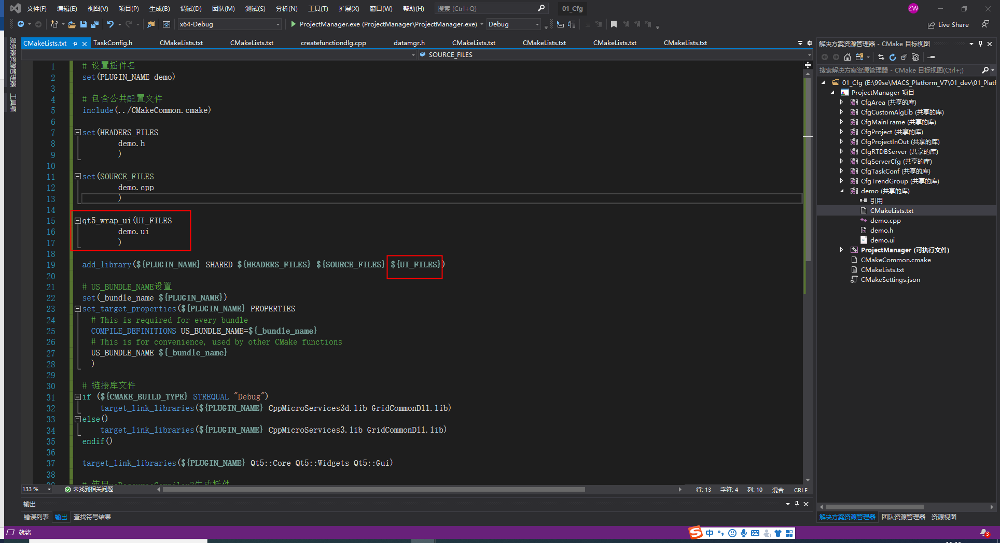 文件(F) 编辑(E) 视图(V) 项目(P) 生成(B) 调试(D) 团队(M) 测试(S) 分析(N) 工具(T) 扩展(X) 窗口(W) 帮助(H) 搜索 (Ctrl+Q) 01_Cfg ZW
x64-Debug ProjectManager.exe (ProjectManager\ProjectManager.exe) Debug Live Share
服务器资源管理器
工具箱
CMakeLists.txt TaskConfig.h CMakeLists.txt CMakeLists.txt createfunctiondlg.cpp datamgr.h CMakeLists.txt CMakeLists.txt CMakeLists.txt CMakeLists.txt
SOURCE_FILES
1 # 设置插件名
2 set(PLUGIN_NAME demo)
3
4 # 包含公共配置文件
5 include(../CMakeCommon.cmake)
6
7 set(HEADERS_FILES
8 demo.h
9 )
10
11 set(SOURCE_FILES
12 demo.cpp
13 )
14
15 qt5_wrap_ui(UI_FILES
16 demo.ui
17 )
18
19 add_library(${PLUGIN_NAME} SHARED ${HEADERS_FILES} ${SOURCE_FILES} ${UI_FILES})
20
21 # US_BUNDLE_NAME设置
22 set(_bundle_name ${PLUGIN_NAME})
23 set_target_properties(${PLUGIN_NAME} PROPERTIES
24 # This is required for every bundle
25 COMPILE_DEFINITIONS US_BUNDLE_NAME=${_bundle_name}
26 # This is for convenience, used by other CMake functions
27 US_BUNDLE_NAME ${_bundle_name}
28 )
29
30 # 链接库文件
31 if (${CMAKE_BUILD_TYPE} STREQUAL "Debug")
32 target_link_libraries(${PLUGIN_NAME} CppMicroServices3d.lib GridCommonDll.lib)
33 else()
34 target_link_libraries(${PLUGIN_NAME} CppMicroServices3.lib GridCommonDll.lib)
35 endif()
36
37 target_link_libraries(${PLUGIN_NAME} Qt5::Core Qt5::Widgets Qt5::Gui)
38
133 % 未找到相关问题 行: 13 字符: 4 列: 10 混合 CRLF
输出
错误列表 输出 查找符号结果
就绪
解决方案资源管理器 - CMake 目标视图
搜索解决方案资源管理器 - CMake 目标视图(Ctrl+;)
01_Cfg (E:\99se\MACS_Platform_V7\01_dev\01_Platf
ProjectManager 项目
CfgArea (共享的库)
CfgCustomAlgLib (共享的库)
CfgMainFrame (共享的库)
CfgProject (共享的库)
CfgProjectInOut (共享的库)
CfgRTDBServer (共享的库)
CfgServerCfg (共享的库)
CfgTaskConf (共享的库)
CfgTrendGroup (共享的库)
demo (共享的库)
引用
CMakeLists.txt
demo.cpp
demo.h
demo.ui
ProjectManager (可执行文件)
CMakeCommon.cmake
CMakeLists.txt
CMakeSettings.json
解决方案资源管理器 团队资源管理器 资源视图
S 中
3